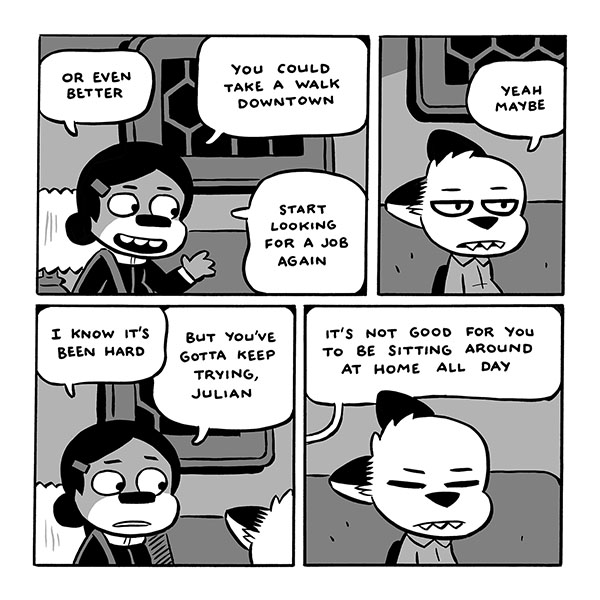 OR EVEN
BETTER
YOU COULD
TAKE A WALK
DOWNTOWN
START
LOOKING
FOR A JOB
AGAIN
YEAH
MAYBE
I KNOW IT'S
BEEN HARD
BUT YOU'VE
GOTTA KEEP
TRYING,
JULIAN
IT'S NOT GOOD FOR YOU
TO BE SITTING AROUND
AT HOME ALL DAY